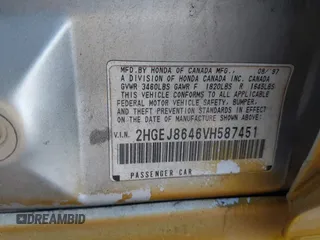 MFD. BY HONDA OF CANADA MFG., 08/97
A DIVISION OF HONDA CANADA INC., CANADA
GVWR 3460LBS GAWR F 1820LBS R 1645LBS
THIS VEHICLE CONFORMS TO ALL APPLICABLE
FEDERAL MOTOR VEHICLE SAFETY, BUMPER, AND
THEFT PREVENTION STANDARDS IN EFFECT ON
THE DATE OF MANUFACTURE SHOWN ABOVE.
V.I.N. 2HGEJ8646VH587451
PASSENGER CAR
DREAMBID